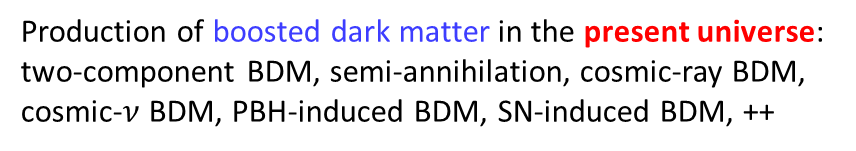 Production of boosted dark matter in the present universe:
two-component BDM, semi-annihilation, cosmic-ray BDM,
cosmic-𝜈 BDM, PBH-induced BDM, SN-induced BDM, ++